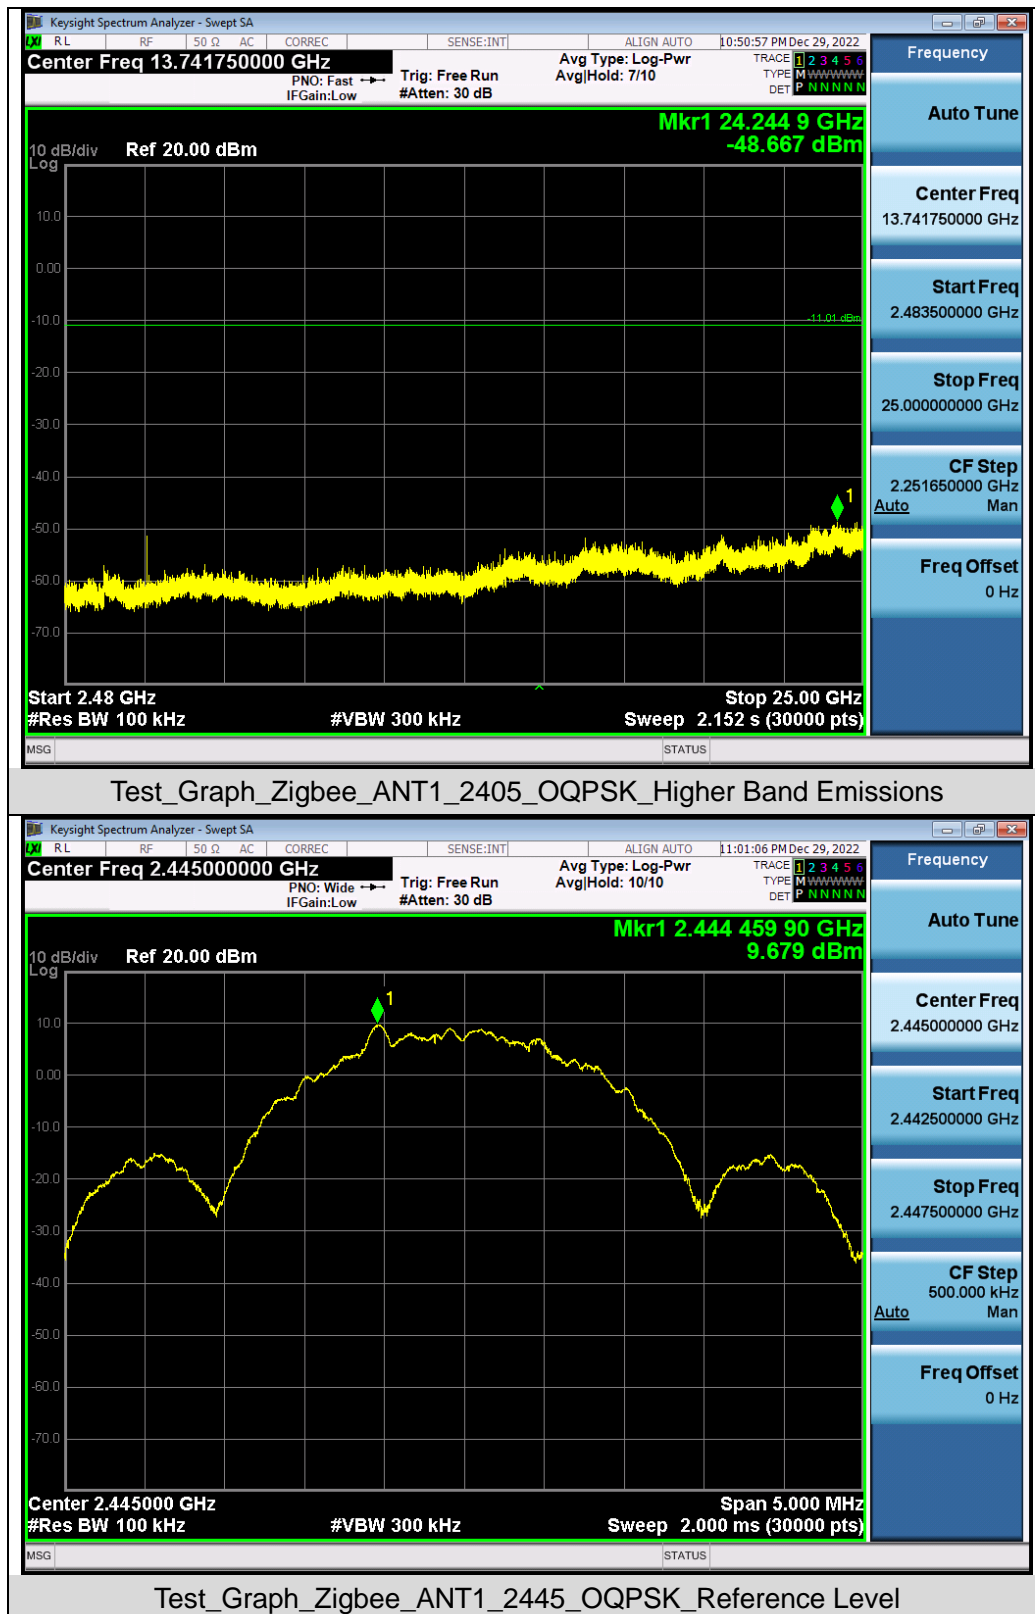 Keysight Spectrum Analyzer - Swept SA
LXI RL RF 50 Ω AC CORREC SENSE:INT ALIGN AUTO 10:50:57 PM Dec 29, 2022
Center Freq 13.741750000 GHz
PNO: Fast
IFGain:Low
Trig: Free Run
#Atten: 30 dB
Avg Type: Log-Pwr
Avg|Hold: 7/10
TRACE 1 2 3 4 5 6
TYPE M WWWWW
DET P N N N N N
Mkr1 24.244 9 GHz
-48.667 dBm
10 dB/div Ref 20.00 dBm
Log
10.0
0.00
-10.0
-11.01 dBm
-20.0
-30.0
-40.0
1
-50.0
-60.0
-70.0
Start 2.48 GHz Stop 25.00 GHz
#Res BW 100 kHz #VBW 300 kHz Sweep 2.152 s (30000 pts)
MSG STATUS
Frequency
Auto Tune
Center Freq
13.741750000 GHz
Start Freq
2.483500000 GHz
Stop Freq
25.000000000 GHz
CF Step
2.251650000 GHz
Auto Man
Freq Offset
0 Hz
Test_Graph_Zigbee_ANT1_2405_OQPSK_Higher Band Emissions
Keysight Spectrum Analyzer - Swept SA
LXI RL RF 50 Ω AC CORREC SENSE:INT ALIGN AUTO 11:01:06 PM Dec 29, 2022
Center Freq 2.445000000 GHz
PNO: Wide
IFGain:Low
Trig: Free Run
#Atten: 30 dB
Avg Type: Log-Pwr
Avg|Hold: 10/10
TRACE 1 2 3 4 5 6
TYPE M WWWWW
DET P N N N N N
Mkr1 2.444 459 90 GHz
9.679 dBm
10 dB/div Ref 20.00 dBm
Log
1
10.0
0.00
-10.0
-20.0
-30.0
-40.0
-50.0
-60.0
-70.0
Center 2.445000 GHz Span 5.000 MHz
#Res BW 100 kHz #VBW 300 kHz Sweep 2.000 ms (30000 pts)
MSG STATUS
Frequency
Auto Tune
Center Freq
2.445000000 GHz
Start Freq
2.442500000 GHz
Stop Freq
2.447500000 GHz
CF Step
500.000 kHz
Auto Man
Freq Offset
0 Hz
Test_Graph_Zigbee_ANT1_2445_OQPSK_Reference Level